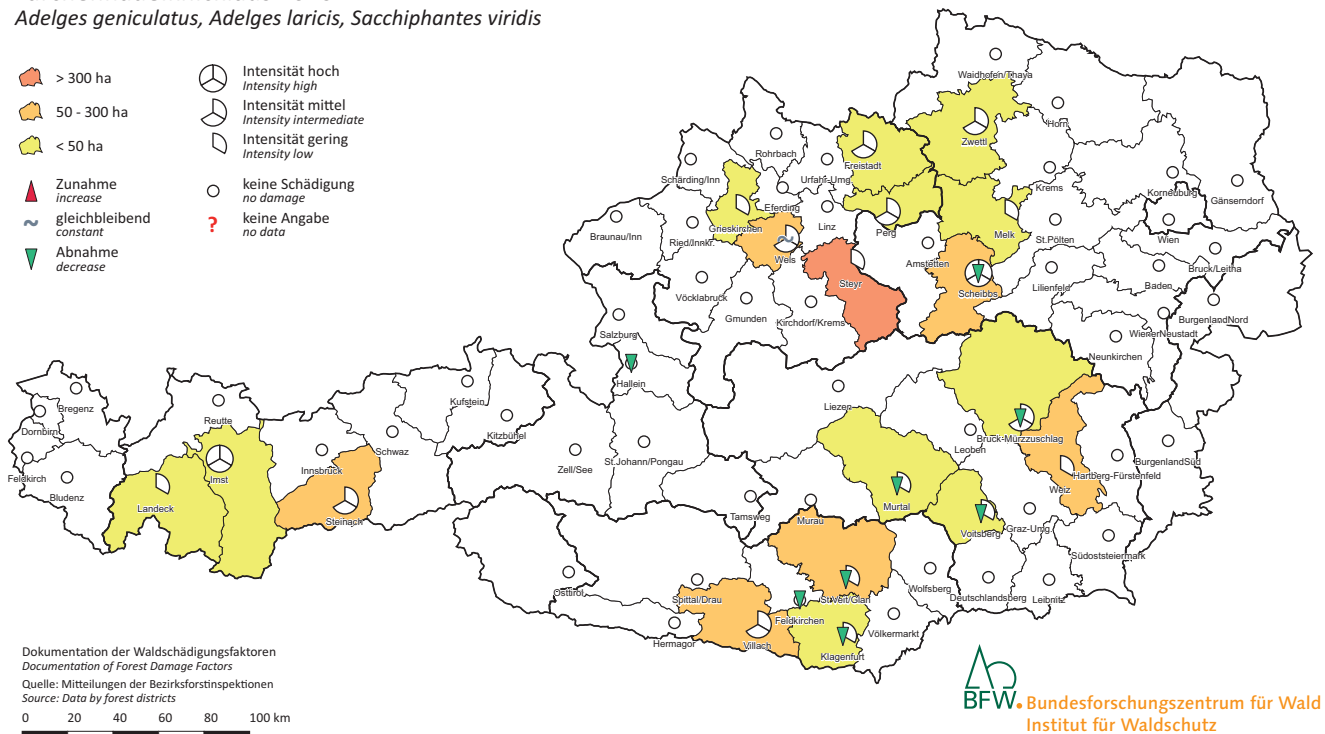 Adelges geniculatus, Adelges laricis, Sacchiphantes viridis
> 300 ha
50 - 300 ha
< 50 ha
Zunahme
increase
~ gleichbleibend
constant
Abnahme
decrease
Intensität hoch
Intensity high
Intensität mittel
Intensity intermediate
Intensität gering
Intensity low
keine Schädigung
no damage
? keine Angabe
no data
Waidhofen/Thaya
Horn
Zwettl
Rohrbach
Freistadt
Schärding/Inn
Urfahr-Umg.
Krems
Korneuburg
Gänserndorf
Eferding
Grieskirchen
Linz
Perg
Melk
St.Pölten
Wien
Braunau/Inn
Ried/Innkr.
Wels
~
Amstetten
Bruck/Leitha
Steyr
Scheibbs
Lilienfeld
Baden
Vöcklabruck
Gmunden
Kirchdorf/Krems
BurgenlandNord
WienerNeustadt
Salzburg
Neunkirchen
Hallein
Kufstein
Bregenz
Liezen
Dornbirn
Reutte
Kitzbühel
Bruck-Mürzzuschlag
Schwaz
Leoben
Innsbruck
Zell/See
St.Johann/Pongau
BurgenlandSüd
Feldkirch
Imst
Hartberg-Fürstenfeld
Bludenz
Weiz
Landeck
Murtal
Steinach
Tamsweg
Murau
Voitsberg
Graz-Umg.
Südoststeiermark
Wolfsberg
Osttirol
Spittal/Drau
St.Veit/Glan
Deutschlandsberg
Leibnitz
Feldkirchen
Völkermarkt
Hermagor
Villach
Klagenfurt
Dokumentation der Waldschädigungsfaktoren
Documentation of Forest Damage Factors
Quelle: Mitteilungen der Bezirksforstinspektionen
Source: Data by forest districts
0 20 40 60 80 100 km
BFW. Bundesforschungszentrum für Wald
Institut für Waldschutz